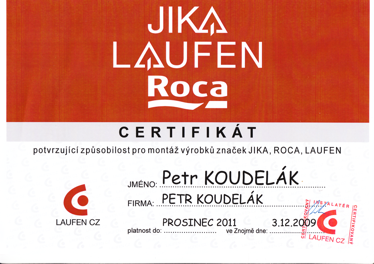 JIKA
LAUFEN
Roca
CERTIFIKÁT
potvrzující způsobilost pro montáž výrobků značek JIKA, ROCA, LAUFEN
JMÉNO: Petr KOUDELÁK
FIRMA: PETR KOUDELÁK
LAUFEN CZ
PROSINEC 2011 3.12.2009
platnost do: ve Znojmě dne:
INSTALATÉR
CERTIFIKOVANÝ
LAUFEN CZ